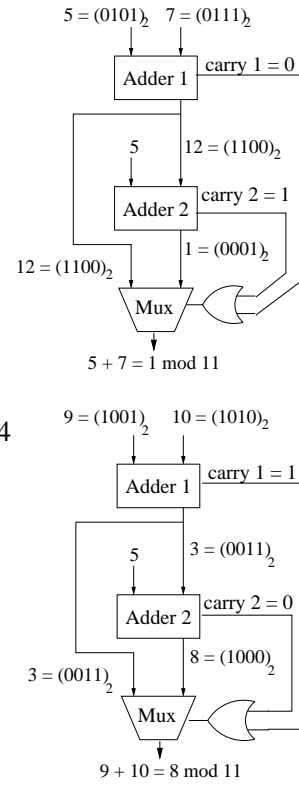 5 = (0101)₂ 7 = (0111)₂
Adder 1
carry 1 = 0
5
12 = (1100)₂
Adder 2
carry 2 = 1
12 = (1100)₂
1 = (0001)₂
Mux
5 + 7 = 1 mod 11
4
9 = (1001)₂ 10 = (1010)₂
Adder 1
carry 1 = 1
5
3 = (0011)₂
Adder 2
carry 2 = 0
3 = (0011)₂
8 = (1000)₂
Mux
9 + 10 = 8 mod 11